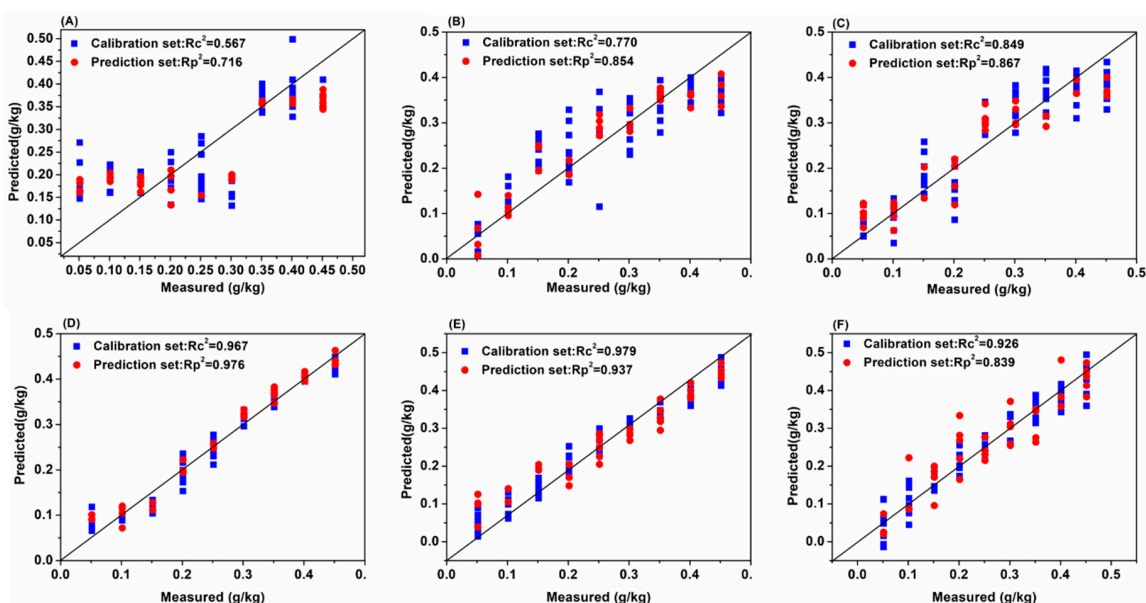 (A)
Calibration set:Rc²=0.567
Prediction set:Rp²=0.716
0.50
0.45
0.40
0.35
0.30
0.25
0.20
0.15
0.10
0.05
Predicted(g/kg)
0.05 0.10 0.15 0.20 0.25 0.30 0.35 0.40 0.45 0.50
Measured (g/kg)
(B)
Calibration set:Rc²=0.770
Prediction set:Rp²=0.854
0.5
0.4
0.3
0.2
0.1
0.0
Predicted(g/kg)
0.0 0.1 0.2 0.3 0.4 0.
Measured (g/kg)
(C)
Calibration set:Rc²=0.849
Prediction set:Rp²=0.867
0.5
0.4
0.3
0.2
0.1
0.0
Predicted(g/kg)
0.0 0.1 0.2 0.3 0.4 0.5
Measured (g/kg)
(D)
Calibration set:Rc²=0.967
Prediction set:Rp²=0.976
0.5
0.4
0.3
0.2
0.1
0.0
Predicted(g/kg)
0.0 0.1 0.2 0.3 0.4 0.
Measured (g/kg)
(E)
Calibration set:Rc²=0.979
Prediction set:Rp²=0.937
0.5
0.4
0.3
0.2
0.1
0.0
Predicted(g/kg)
0.0 0.1 0.2 0.3 0.4 0.
Measured (g/kg)
(F)
Calibration set:Rc²=0.926
Prediction set:Rp²=0.839
0.5
0.4
0.3
0.2
0.1
0.0
Predicted(g/kg)
0.0 0.1 0.2 0.3 0.4 0.5
Measured (g/kg)